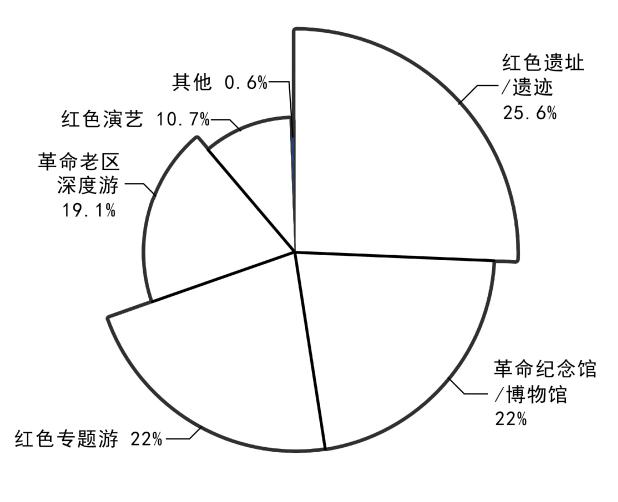 红色遗址
/遗迹
25.6%
其他 0.6%
红色演艺 10.7%
革命老区
深度游
19.1%
革命纪念馆
/博物馆
22%
红色专题游 22%